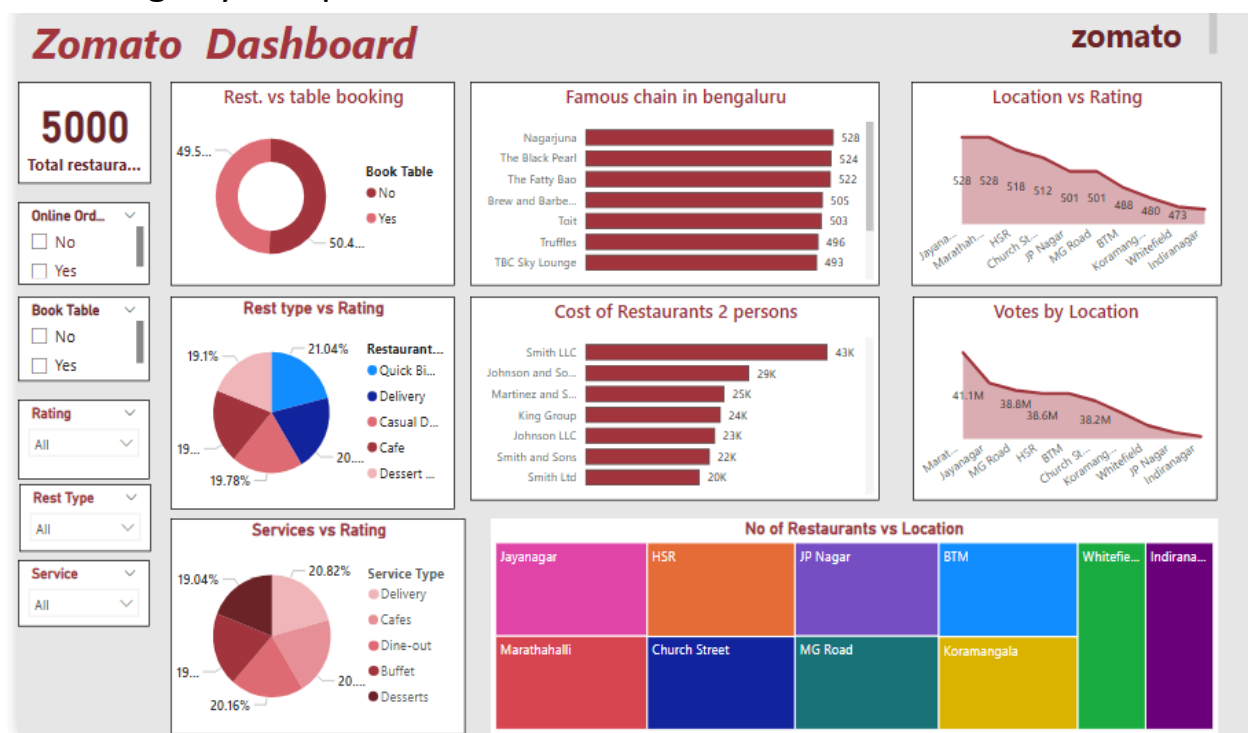 Zomato Dashboard
zomato
5000
Total restaura...
Online Ord...
No
Yes
Book Table
No
Yes
Rating
All
Rest Type
All
Service
All
Rest. vs table booking
49.5...
50.4...
Book Table
No
Yes
Famous chain in bengaluru
Nagarjuna 528
The Black Pearl 524
The Fatty Bao 522
Brew and Barbe... 505
Toit 503
Truffles 496
TBC Sky Lounge 493
Location vs Rating
528 528 518 512 501 501 488 480 473
Jayana... Marathah... HSR Church St... JP Nagar MG Road BTM Koramang... Whitefield Indiranagar
Rest type vs Rating
19.1%
21.04%
19...
20....
19.78%
Restaurant...
Quick Bi...
Delivery
Casual D...
Cafe
Dessert ...
Cost of Restaurants 2 persons
Smith LLC 43K
Johnson and So... 29K
Martinez and S... 25K
King Group 24K
Johnson LLC 23K
Smith and Sons 22K
Smith Ltd 20K
Votes by Location
41.1M 38.8M 38.6M 38.2M
Marat... Jayanagar MG Road HSR BTM Church St... Koramang... Whitefield JP Nagar Indiranagar
Services vs Rating
19.04%
20.82%
19...
20....
20.16%
Service Type
Delivery
Cafes
Dine-out
Buffet
Desserts
No of Restaurants vs Location
Jayanagar HSR JP Nagar BTM Whitefie... Indirana...
Marathahalli Church Street MG Road Koramangala